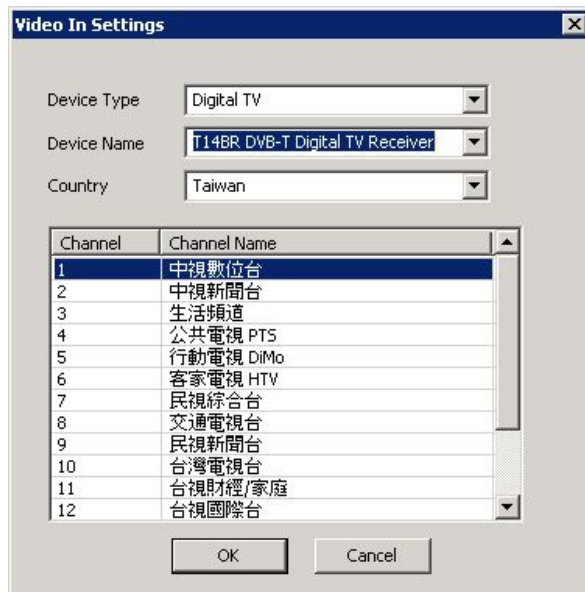 Video In Settings
Device Type Digital TV
Device Name T14BR DVB-T Digital TV Receiver
Country Taiwan
Channel Channel Name
1 中視數位台
2 中視新聞台
3 生活頻道
4 公共電視 PTS
5 行動電視 DiMo
6 客家電視 HTV
7 民視綜合台
8 交通電視台
9 民視新聞台
10 台灣電視台
11 台視財經/家庭
12 台視國際台
OK Cancel